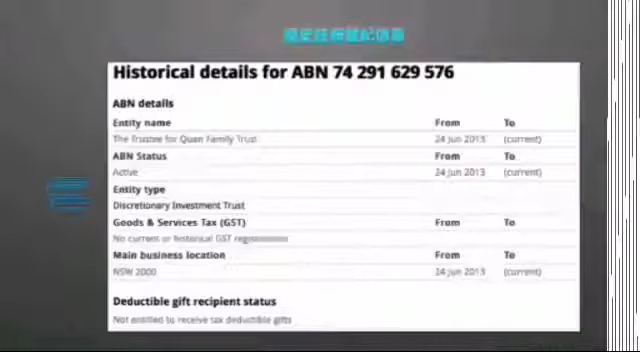 Historical details for ABN 74 291 629 576
ABN details
Entity name From To
The Trustee for Quan Family Trust 24 Jun 2013 (current)
ABN Status From To
Active 24 Jun 2013 (current)
Entity type
Discretionary Investment Trust
Goods & Services Tax (GST) From To
No current or historical GST registrations
Main business location From To
NSW 2000 24 Jun 2013 (current)
Deductible gift recipient status
Not entitled to receive tax deductible gifts